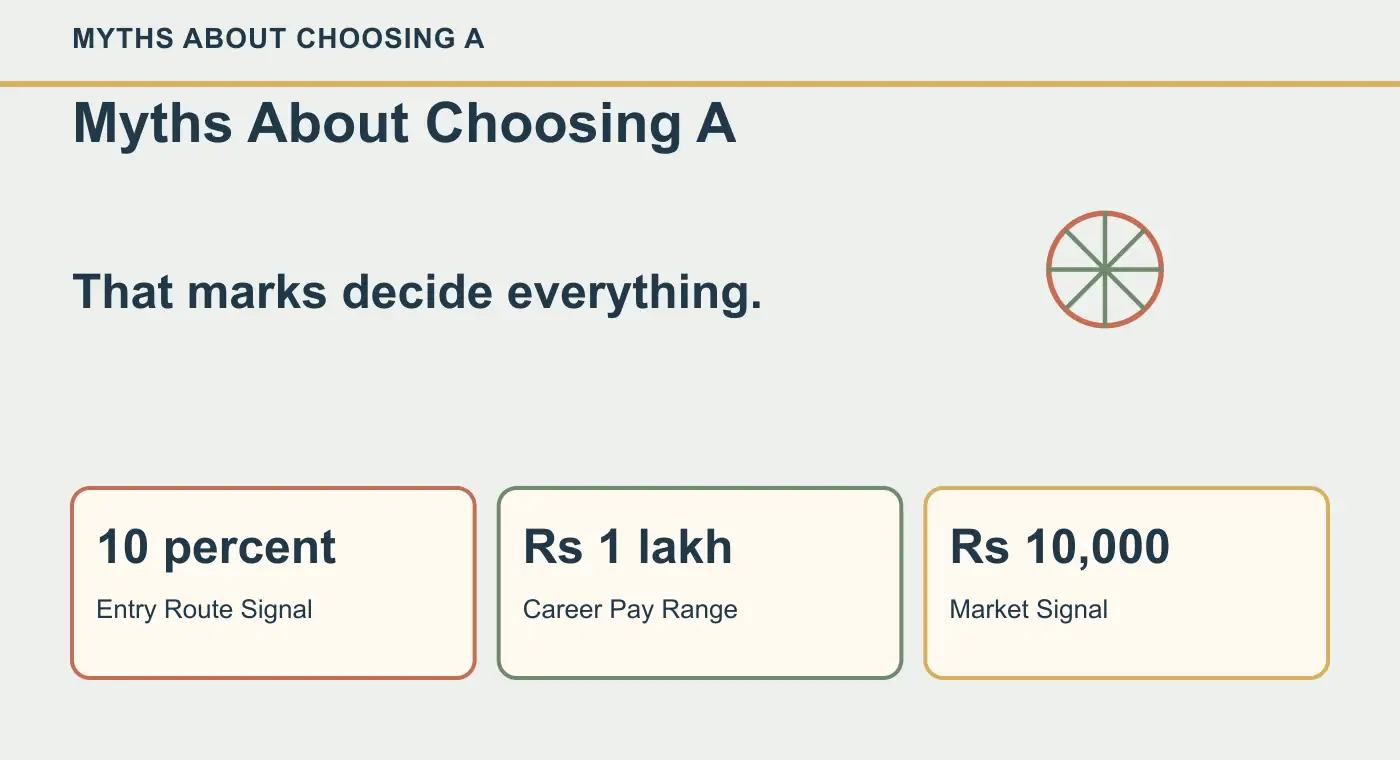 MYTHS ABOUT CHOOSING A
Myths About Choosing A
That marks decide everything.
10 percent
Entry Route Signal
Rs 1 lakh
Career Pay Range
Rs 10,000
Market Signal